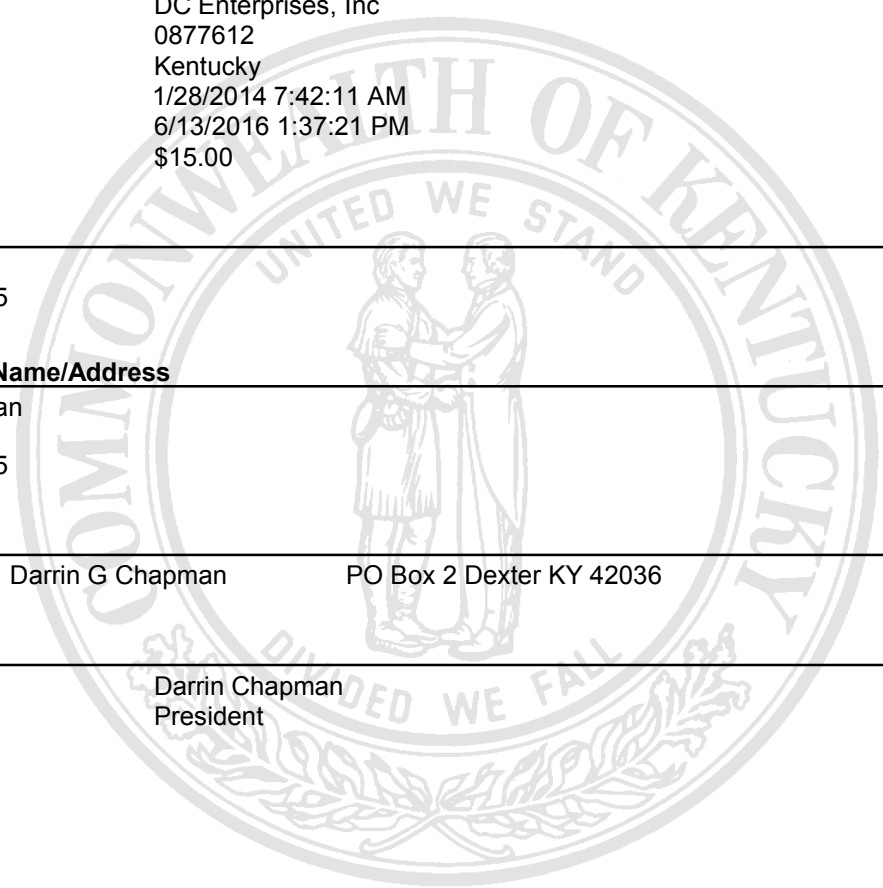 DC Enterprises, Inc
0877612
Kentucky
1/28/2014 7:42:11 AM
6/13/2016 1:37:21 PM
$15.00
COMMONWEALTH OF KENTUCKY
UNITED WE STAND
5
Name/Address
an
5
Darrin G Chapman PO Box 2 Dexter KY 42036
DIVIDED WE FALL
Darrin Chapman
President